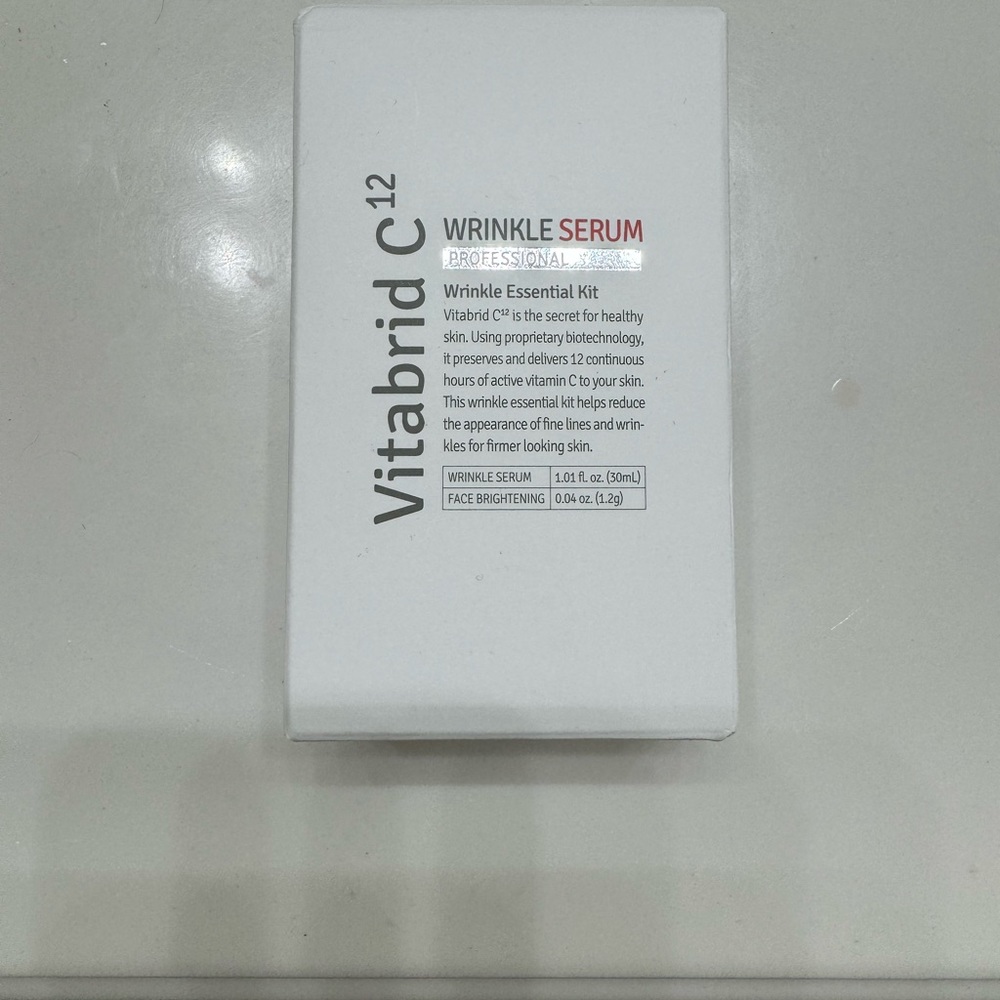 Vitabrid C¹²
WRINKLE SERUM
PROFESSIONAL
Wrinkle Essential Kit
Vitabrid C¹² is the secret for healthy
skin. Using proprietary biotechnology,
it preserves and delivers 12 continuous
hours of active vitamin C to your skin.
This wrinkle essential kit helps reduce
the appearance of fine lines and wrin-
kles for firmer looking skin.
WRINKLE SERUM 1.01 fl. oz. (30mL)
FACE BRIGHTENING 0.04 oz. (1.2g)